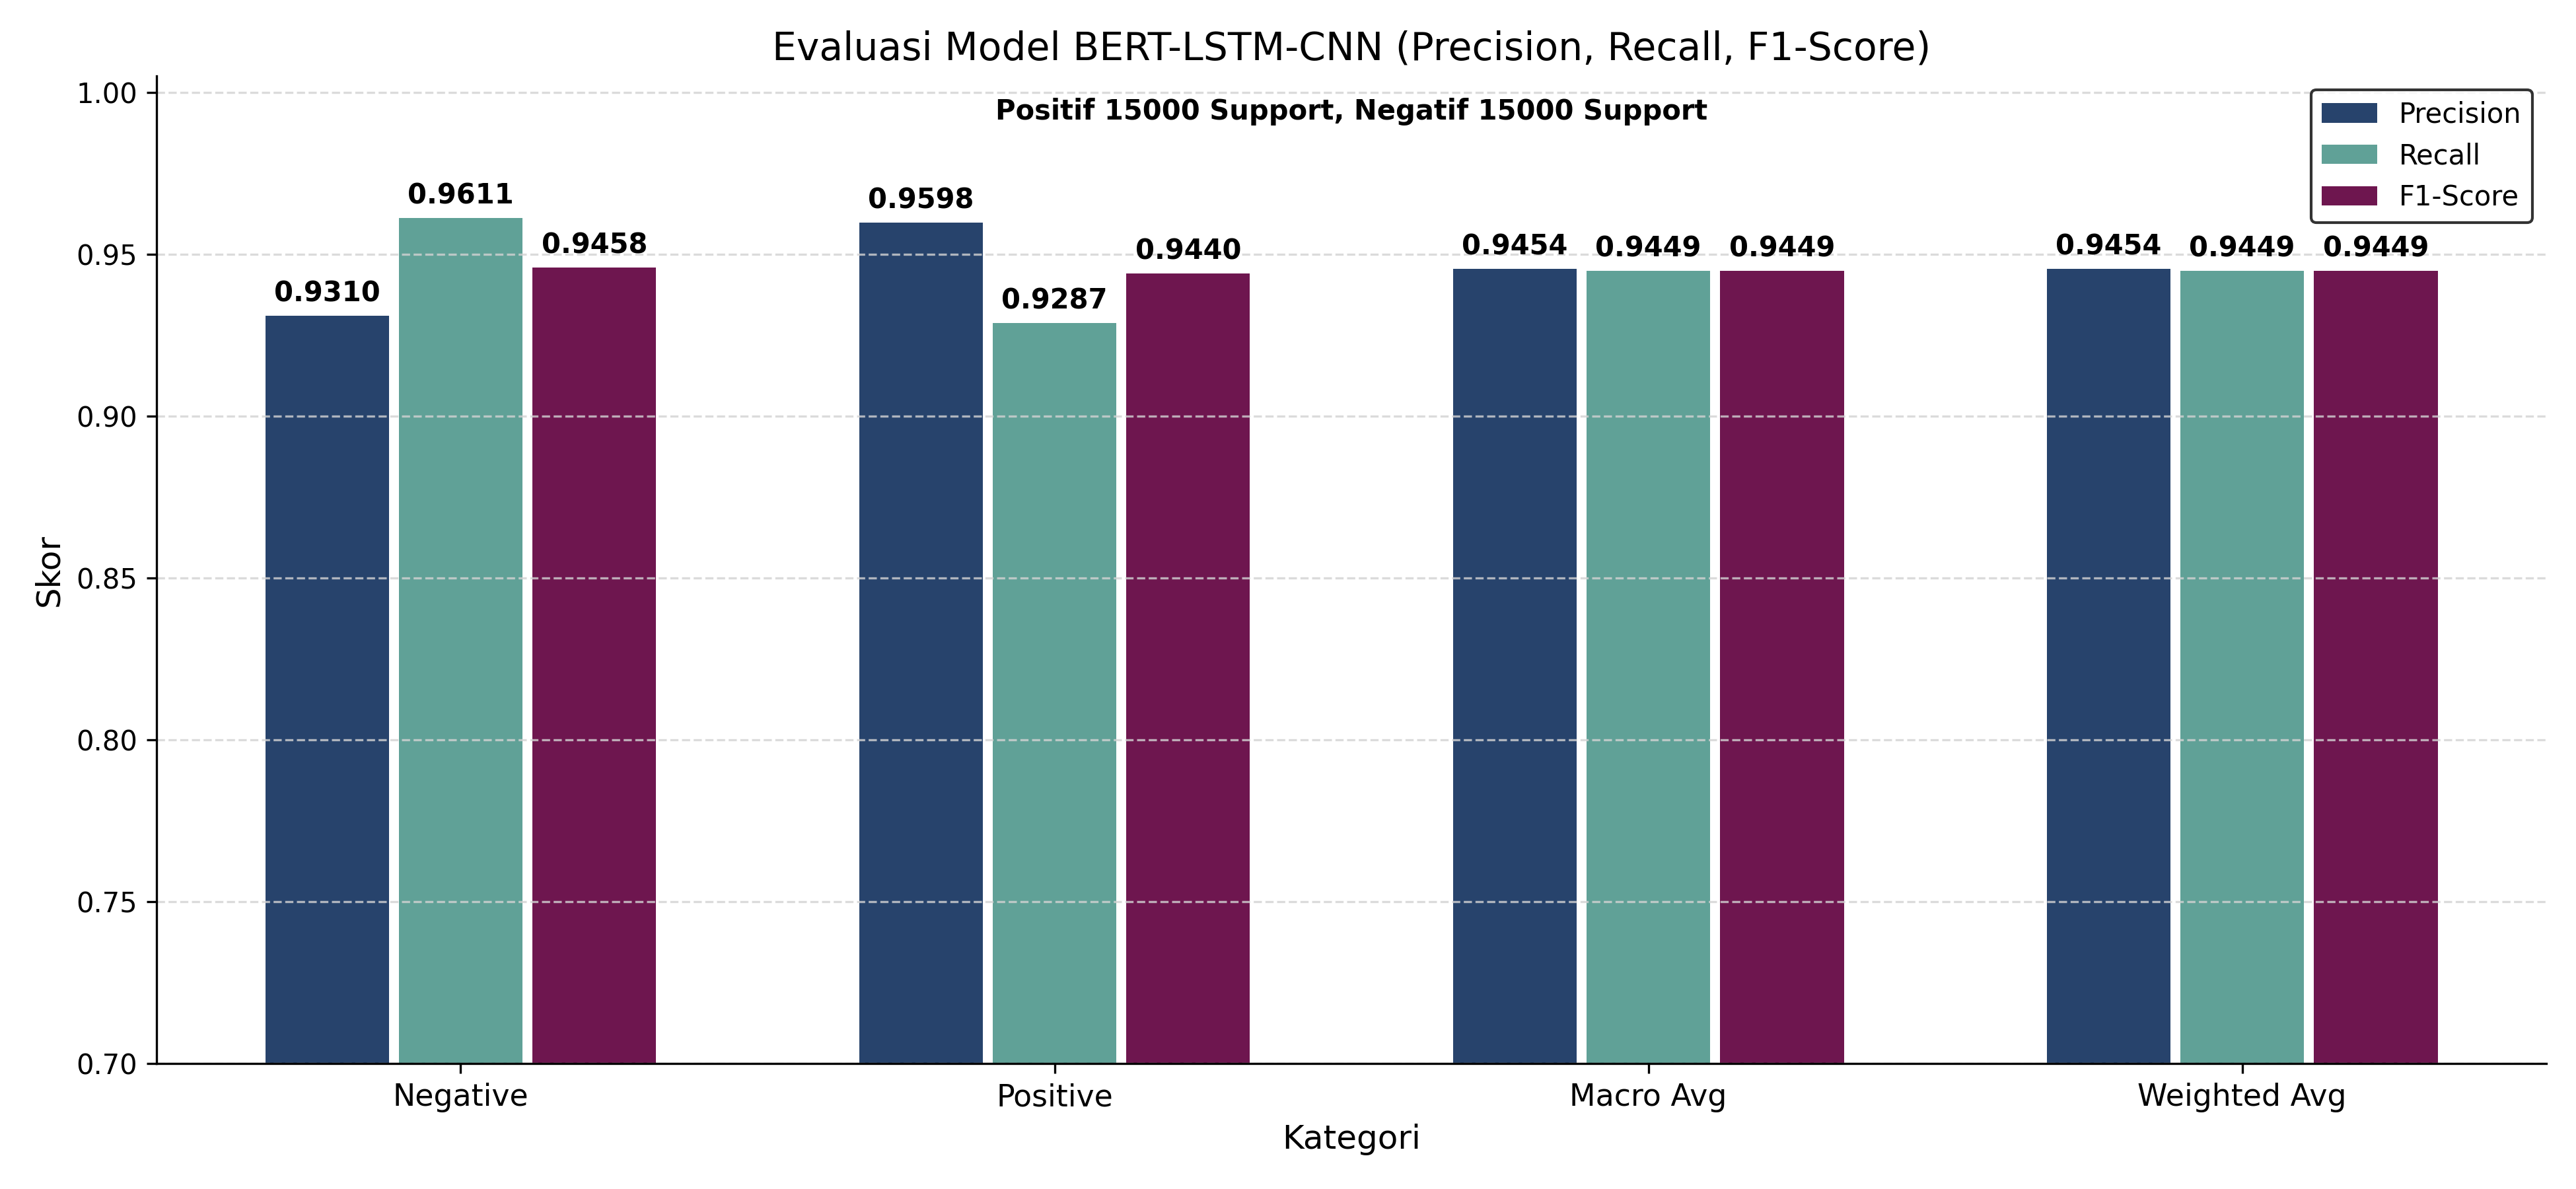 Evaluasi Model BERT-LSTM-CNN (Precision, Recall, F1-Score)
Positif 15000 Support, Negatif 15000 Support
Precision
Recall
F1-Score
Skor
1.00
0.95
0.90
0.85
0.80
0.75
0.70
0.9310
0.9611
0.9458
0.9598
0.9287
0.9440
0.9454
0.9449
0.9449
0.9454
0.9449
0.9449
Negative
Positive
Macro Avg
Weighted Avg
Kategori